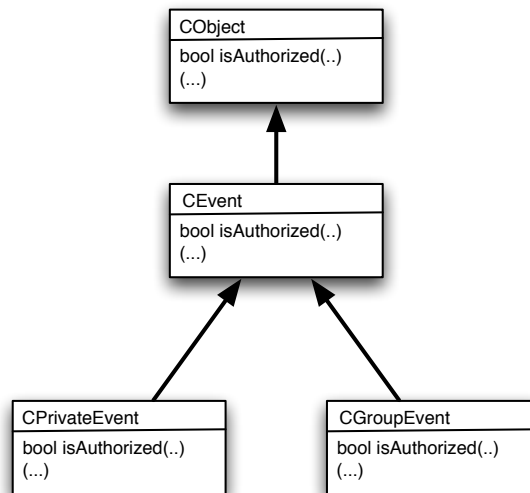 CObject
bool isAuthorized(..)
(...)
CEvent
bool isAuthorized(..)
(...)
CPrivateEvent
bool isAuthorized(..)
(...)
CGroupEvent
bool isAuthorized(..)
(...)